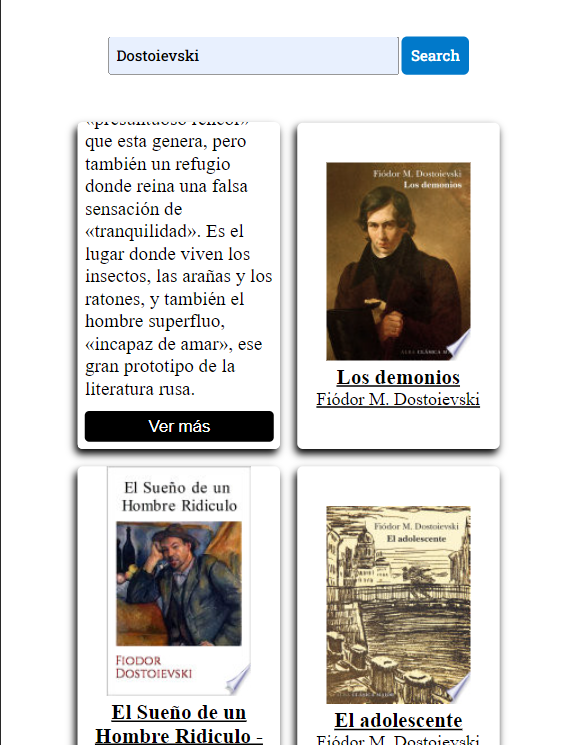 Dostoievski
Search
«presuntuoso rencor»
que esta genera, pero
también un refugio
donde reina una falsa
sensación de
«tranquilidad». Es el
lugar donde viven los
insectos, las arañas y los
ratones, y también el
hombre superfluo,
«incapaz de amar», ese
gran prototipo de la
literatura rusa.
Ver más
Fiódor M. Dostoievski
Los demonios
Los demonios
Fiódor M. Dostoievski
El Sueño de un
Hombre Ridiculo
FIODOR
DOSTOIEVSKI
El Sueño de un
Hombre Ridiculo -
Fiódor M. Dostoievski
El adolescente
El adolescente
Fiódor M. Dostoievski